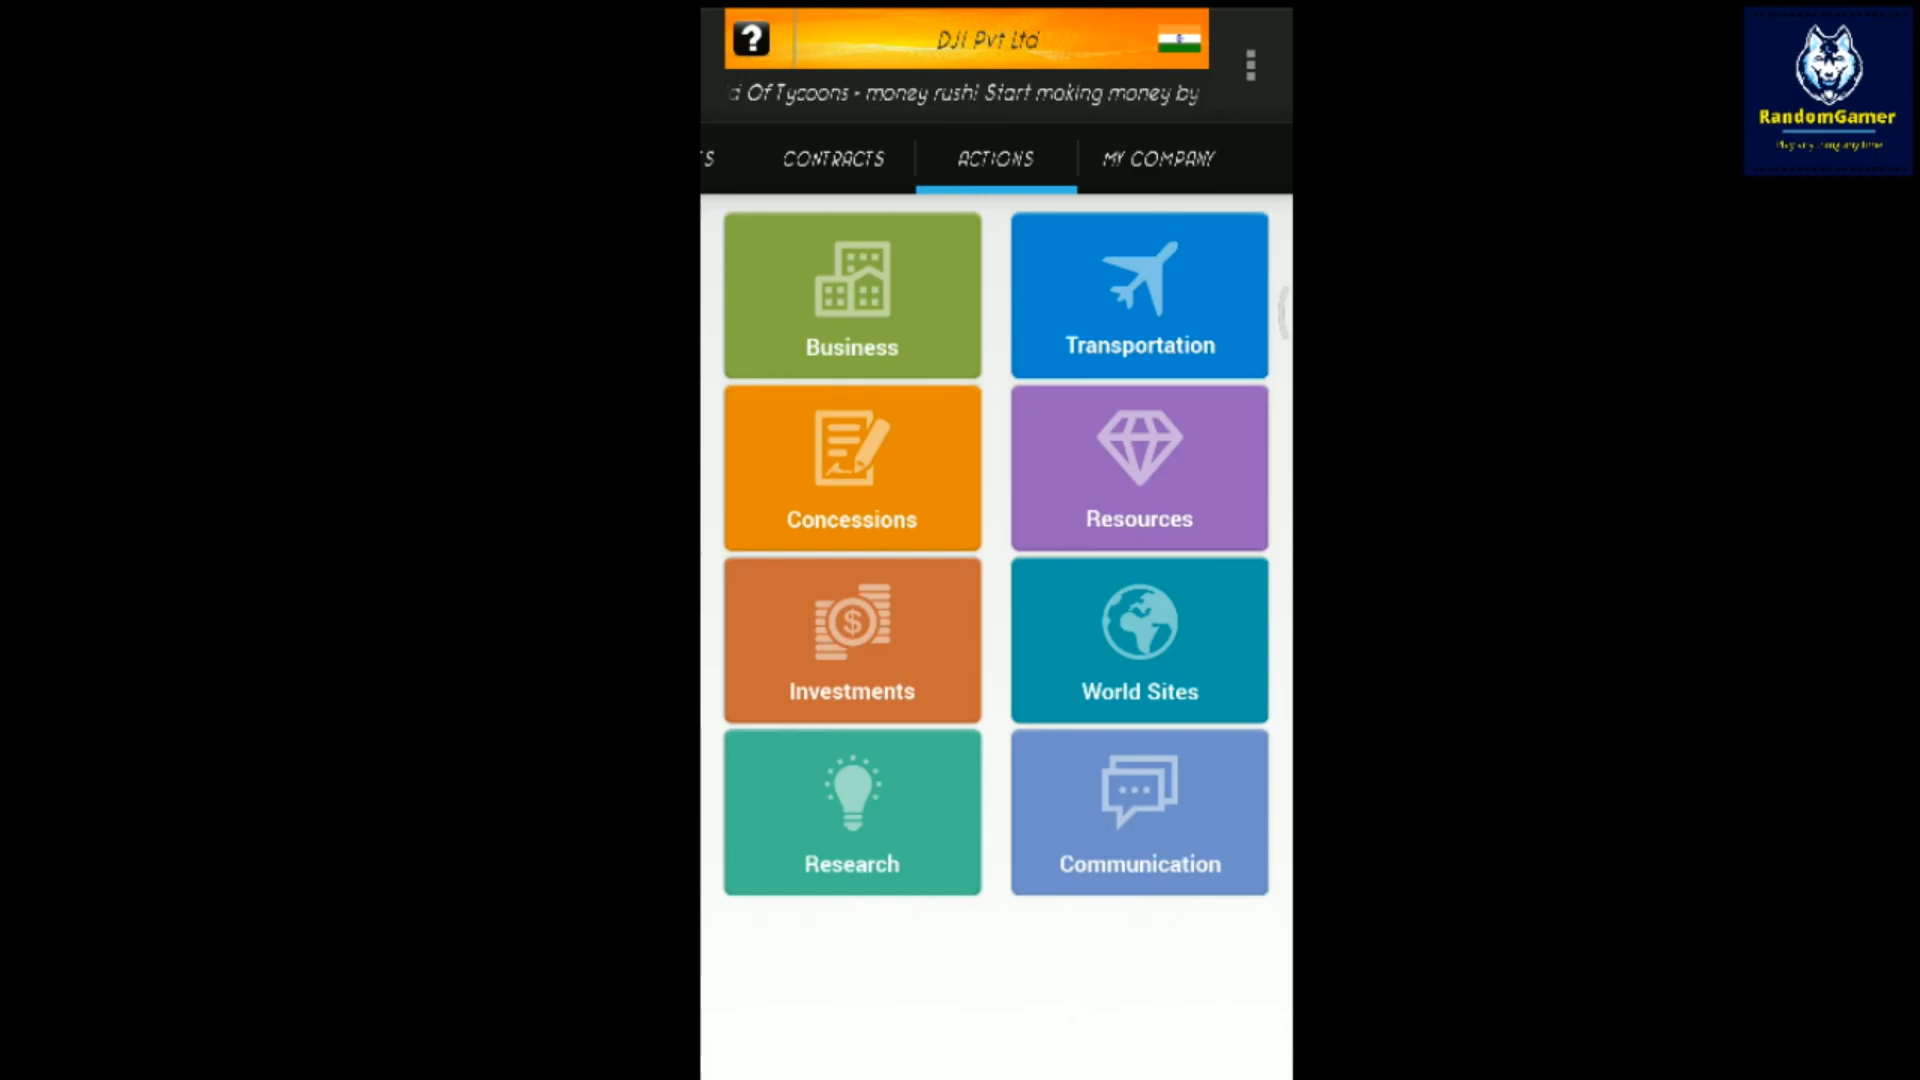 ?
DJI Pvt Ltd
d Of Tycoons - money rush! Start making money by
TS
CONTRACTS
ACTIONS
MY COMPANY
Business
Transportation
Concessions
Resources
$
Investments
World Sites
Research
Communication
RandomGamer